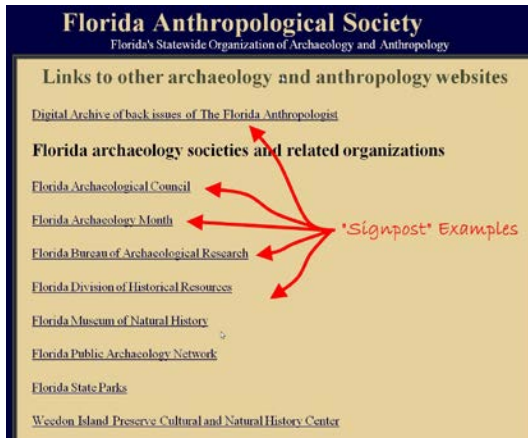 Florida Anthropological Society
Florida's Statewide Organization of Archaeology and Anthropology
Links to other archaeology and anthropology websites
Digital Archive of back issues of The Florida Anthropologist
Florida archaeology societies and related organizations
Florida Archaeological Council
Florida Archaeology Month
"Signpost" Examples
Florida Bureau of Archaeological Research
Florida Division of Historical Resources
Florida Museum of Natural History
Florida Public Archaeology Network
Florida State Parks
Weedon Island Preserve Cultural and Natural History Center